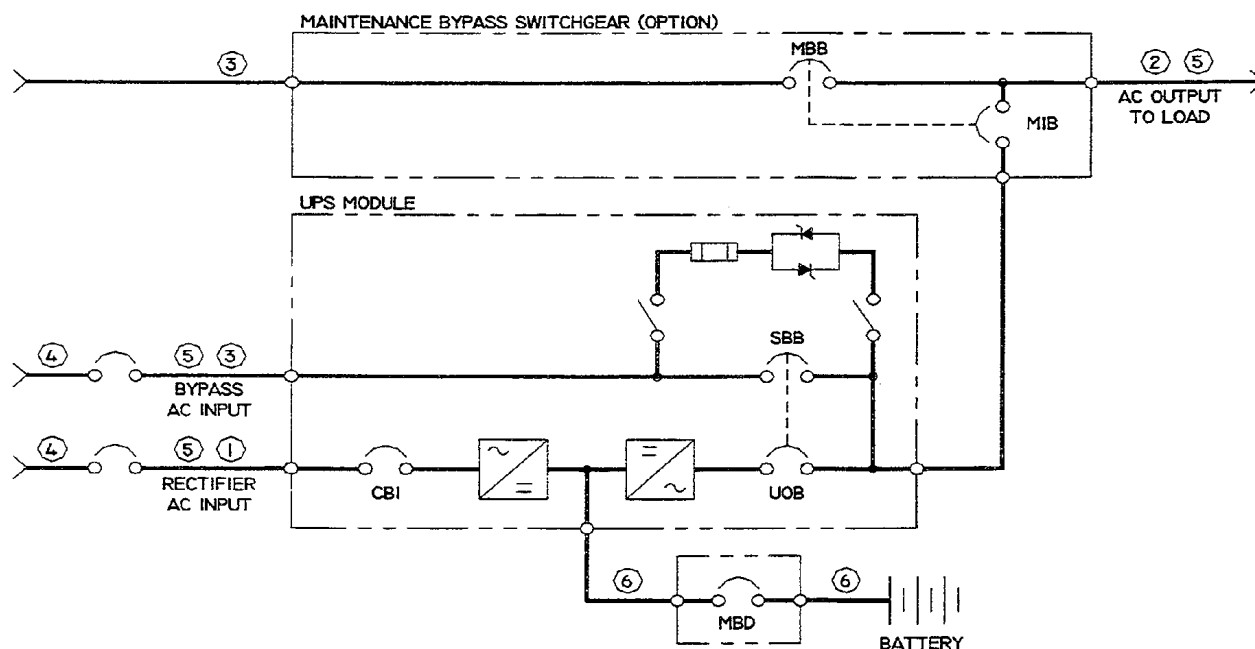 MAINTENANCE BYPASS SWITCHGEAR (OPTION)
3
MBB
2 5
AC OUTPUT
TO LOAD
MIB
UPS MODULE
SBB
4
5 3
BYPASS
AC INPUT
4
5 1
RECTIFIER
AC INPUT
CB1
UOB
6
MBD
6
BATTERY